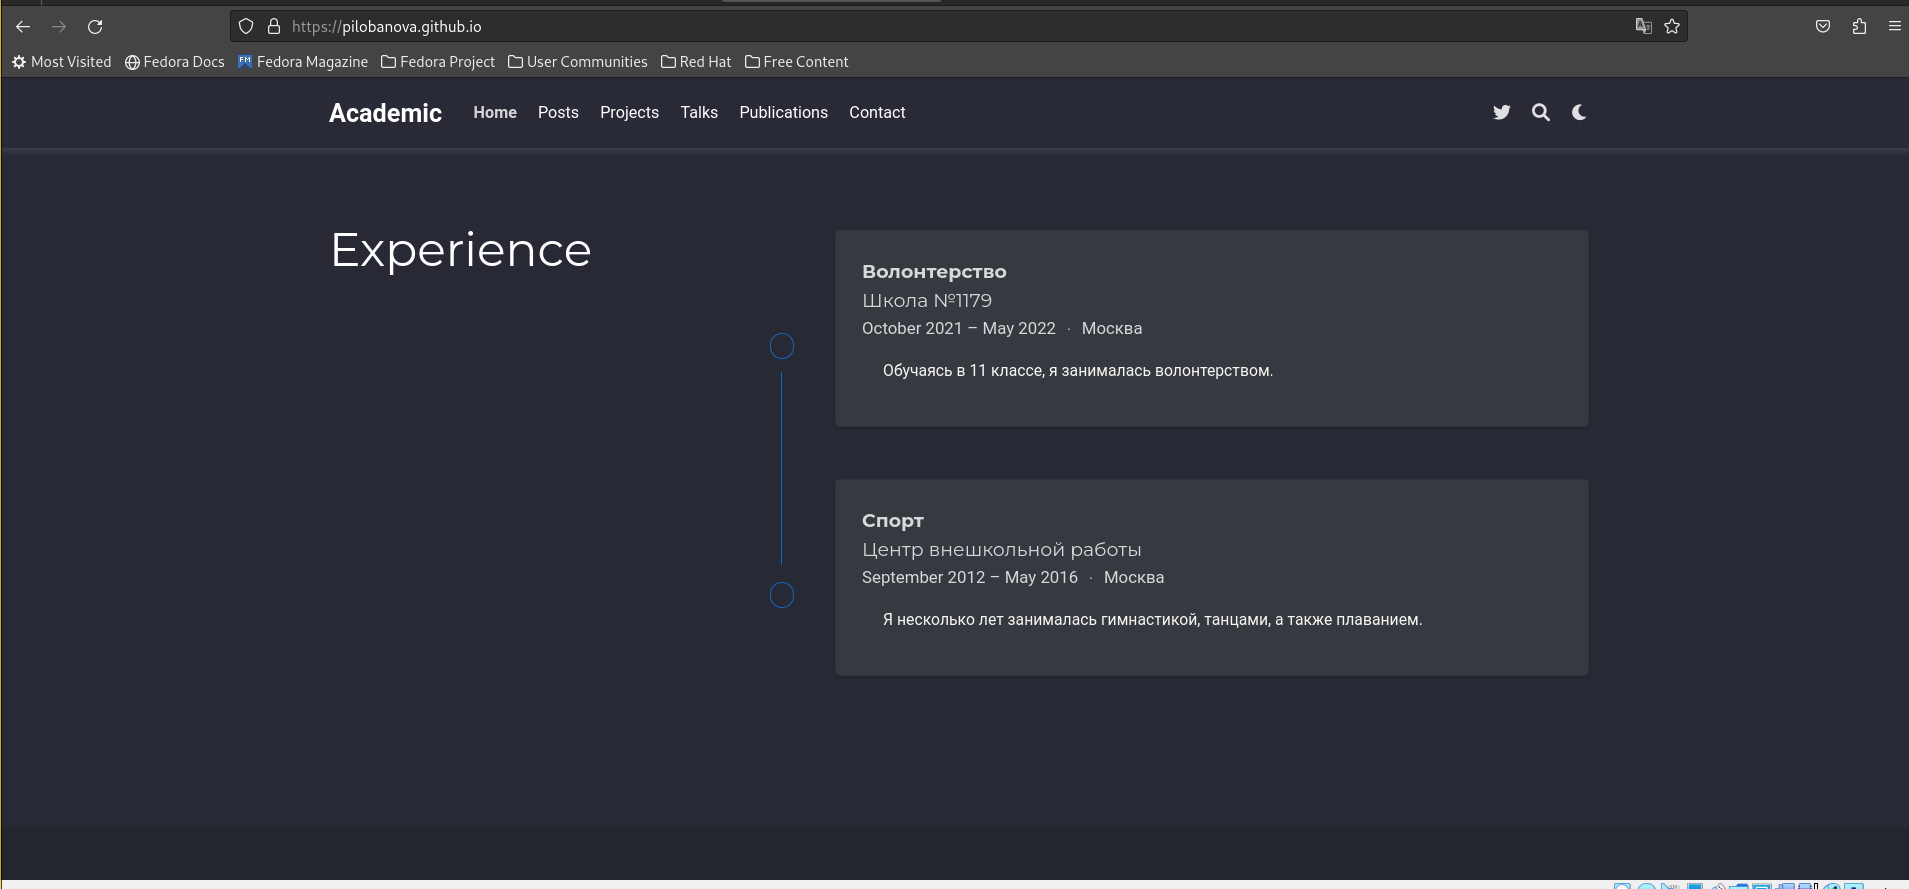 https://pilobanova.github.io
Most Visited Fedora Docs Fedora Magazine Fedora Project User Communities Red Hat Free Content
Academic Home Posts Projects Talks Publications Contact
Experience
Волонтерство
Школа №1179
October 2021 – May 2022 · Москва
Обучаясь в 11 классе, я занималась волонтерством.
Спорт
Центр внешкольной работы
September 2012 – May 2016 · Москва
Я несколько лет занималась гимнастикой, танцами, а также плаванием.